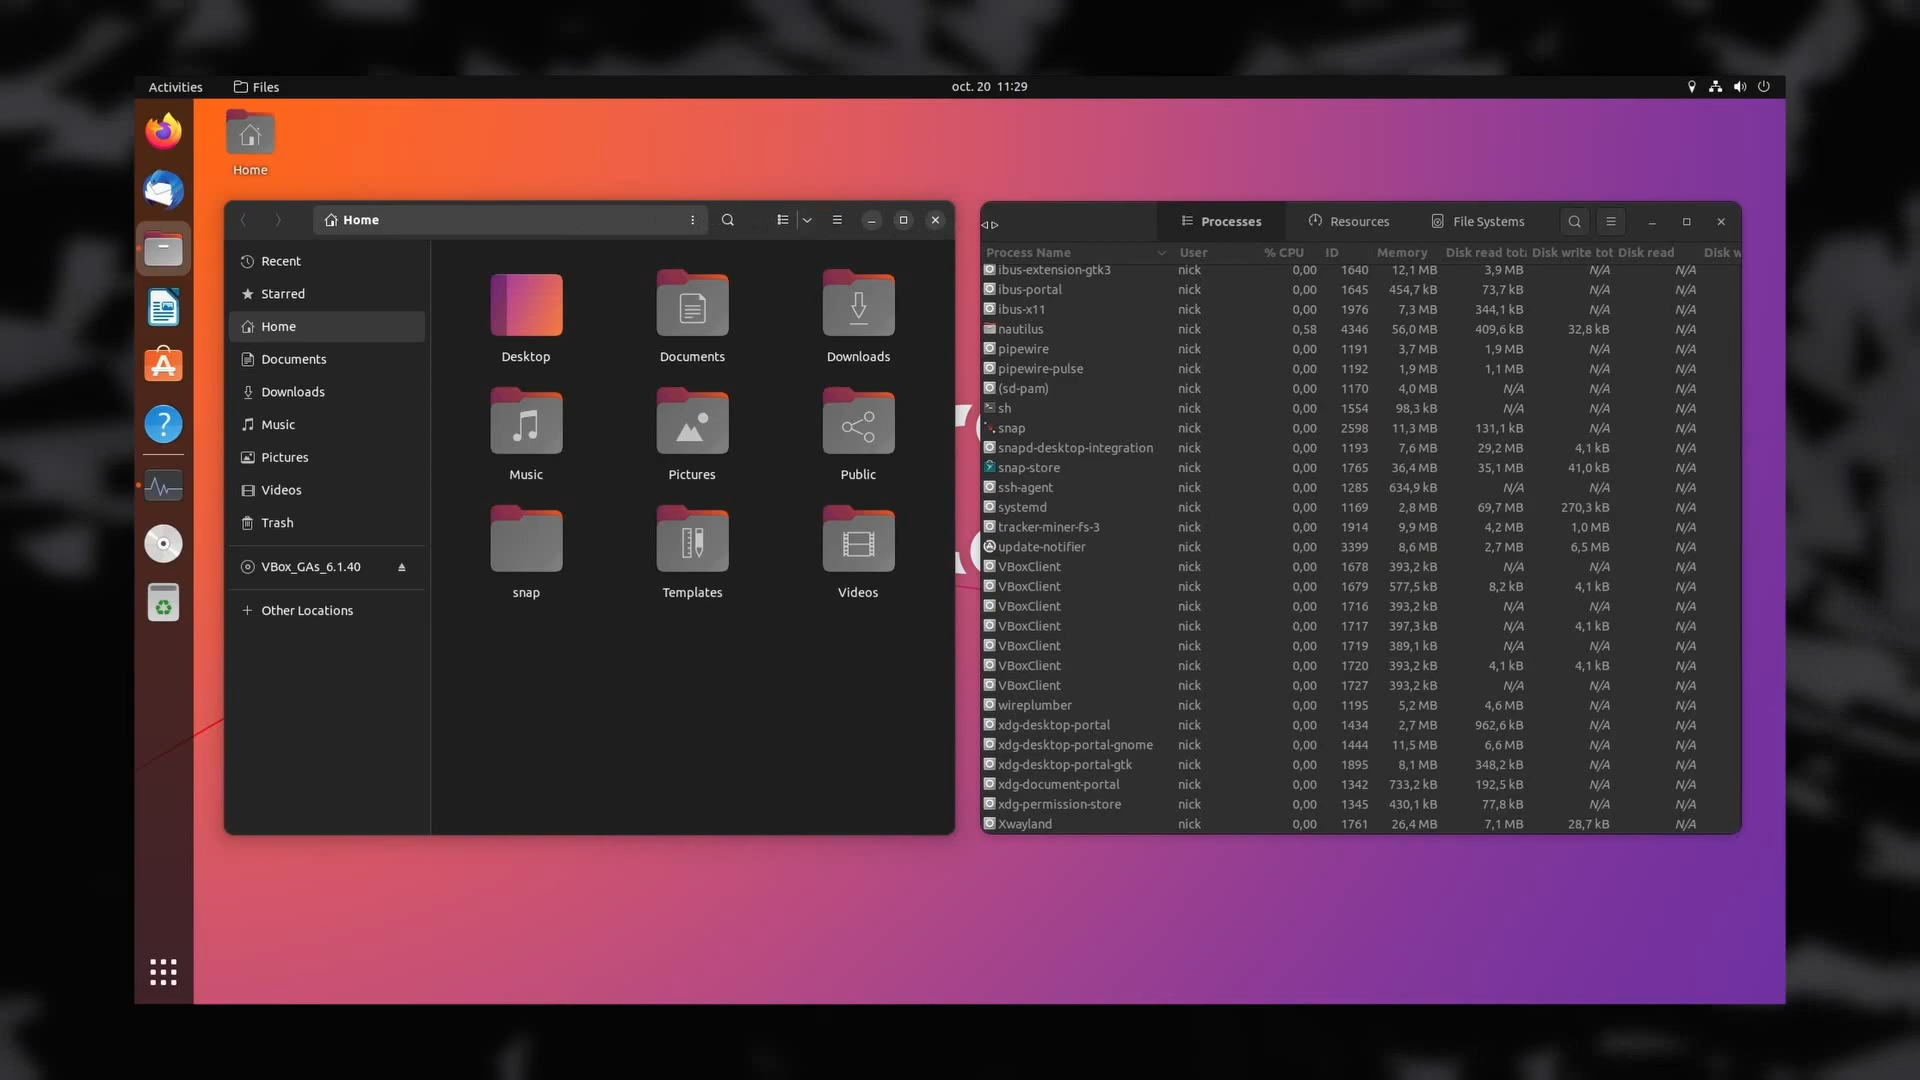 Activities Files oct. 20 11:29
Home
Home
Recent
Starred
Home
Documents
Downloads
Music
Pictures
Videos
Trash
VBox_GAs_6.1.40
Other Locations
Desktop Documents Downloads
Music Pictures Public
snap Templates Videos
Processes Resources File Systems
Process Name User % CPU ID Memory Disk read tot Disk write tot Disk read Disk w
ibus-extension-gtk3 nick 0,00 1640 12,1 MB 3,9 MB N/A N/A
ibus-portal nick 0,00 1645 454,7 kB 73,7 kB N/A N/A
ibus-x11 nick 0,00 1976 7,3 MB 344,1 kB N/A N/A
nautilus nick 0,58 4346 56,0 MB 409,6 kB 32,8 kB N/A
pipewire nick 0,00 1191 3,7 MB 1,9 MB N/A N/A
pipewire-pulse nick 0,00 1192 1,9 MB 1,1 MB N/A N/A
(sd-pam) nick 0,00 1170 4,0 MB N/A N/A N/A
sh nick 0,00 1554 98,3 kB N/A N/A N/A
snap nick 0,00 2598 11,3 MB 131,1 kB N/A N/A
snapd-desktop-integration nick 0,00 1193 7,6 MB 29,2 MB 4,1 kB N/A
snap-store nick 0,00 1765 36,4 MB 35,1 MB 41,0 kB N/A
ssh-agent nick 0,00 1285 634,9 kB N/A N/A N/A
systemd nick 0,00 1169 2,8 MB 69,7 MB 270,3 kB N/A
tracker-miner-fs-3 nick 0,00 1914 9,9 MB 4,2 MB 1,0 MB N/A
update-notifier nick 0,00 3399 8,6 MB 2,7 MB 6,5 MB N/A
VBoxClient nick 0,00 1678 393,2 kB N/A N/A N/A
VBoxClient nick 0,00 1679 577,5 kB 8,2 kB 4,1 kB N/A
VBoxClient nick 0,00 1716 393,2 kB N/A N/A N/A
VBoxClient nick 0,00 1717 397,3 kB N/A 4,1 kB N/A
VBoxClient nick 0,00 1719 389,1 kB N/A N/A N/A
VBoxClient nick 0,00 1720 393,2 kB 4,1 kB 4,1 kB N/A
VBoxClient nick 0,00 1727 393,2 kB N/A N/A N/A
wireplumber nick 0,00 1195 5,2 MB 4,6 MB N/A N/A
xdg-desktop-portal nick 0,00 1434 2,7 MB 962,6 kB N/A N/A
xdg-desktop-portal-gnome nick 0,00 1444 11,5 MB 6,6 MB N/A N/A
xdg-desktop-portal-gtk nick 0,00 1895 8,1 MB 348,2 kB N/A N/A
xdg-document-portal nick 0,00 1342 733,2 kB 192,5 kB N/A N/A
xdg-permission-store nick 0,00 1345 430,1 kB 77,8 kB N/A N/A
Xwayland nick 0,00 1761 26,4 MB 7,1 MB 28,7 kB N/A